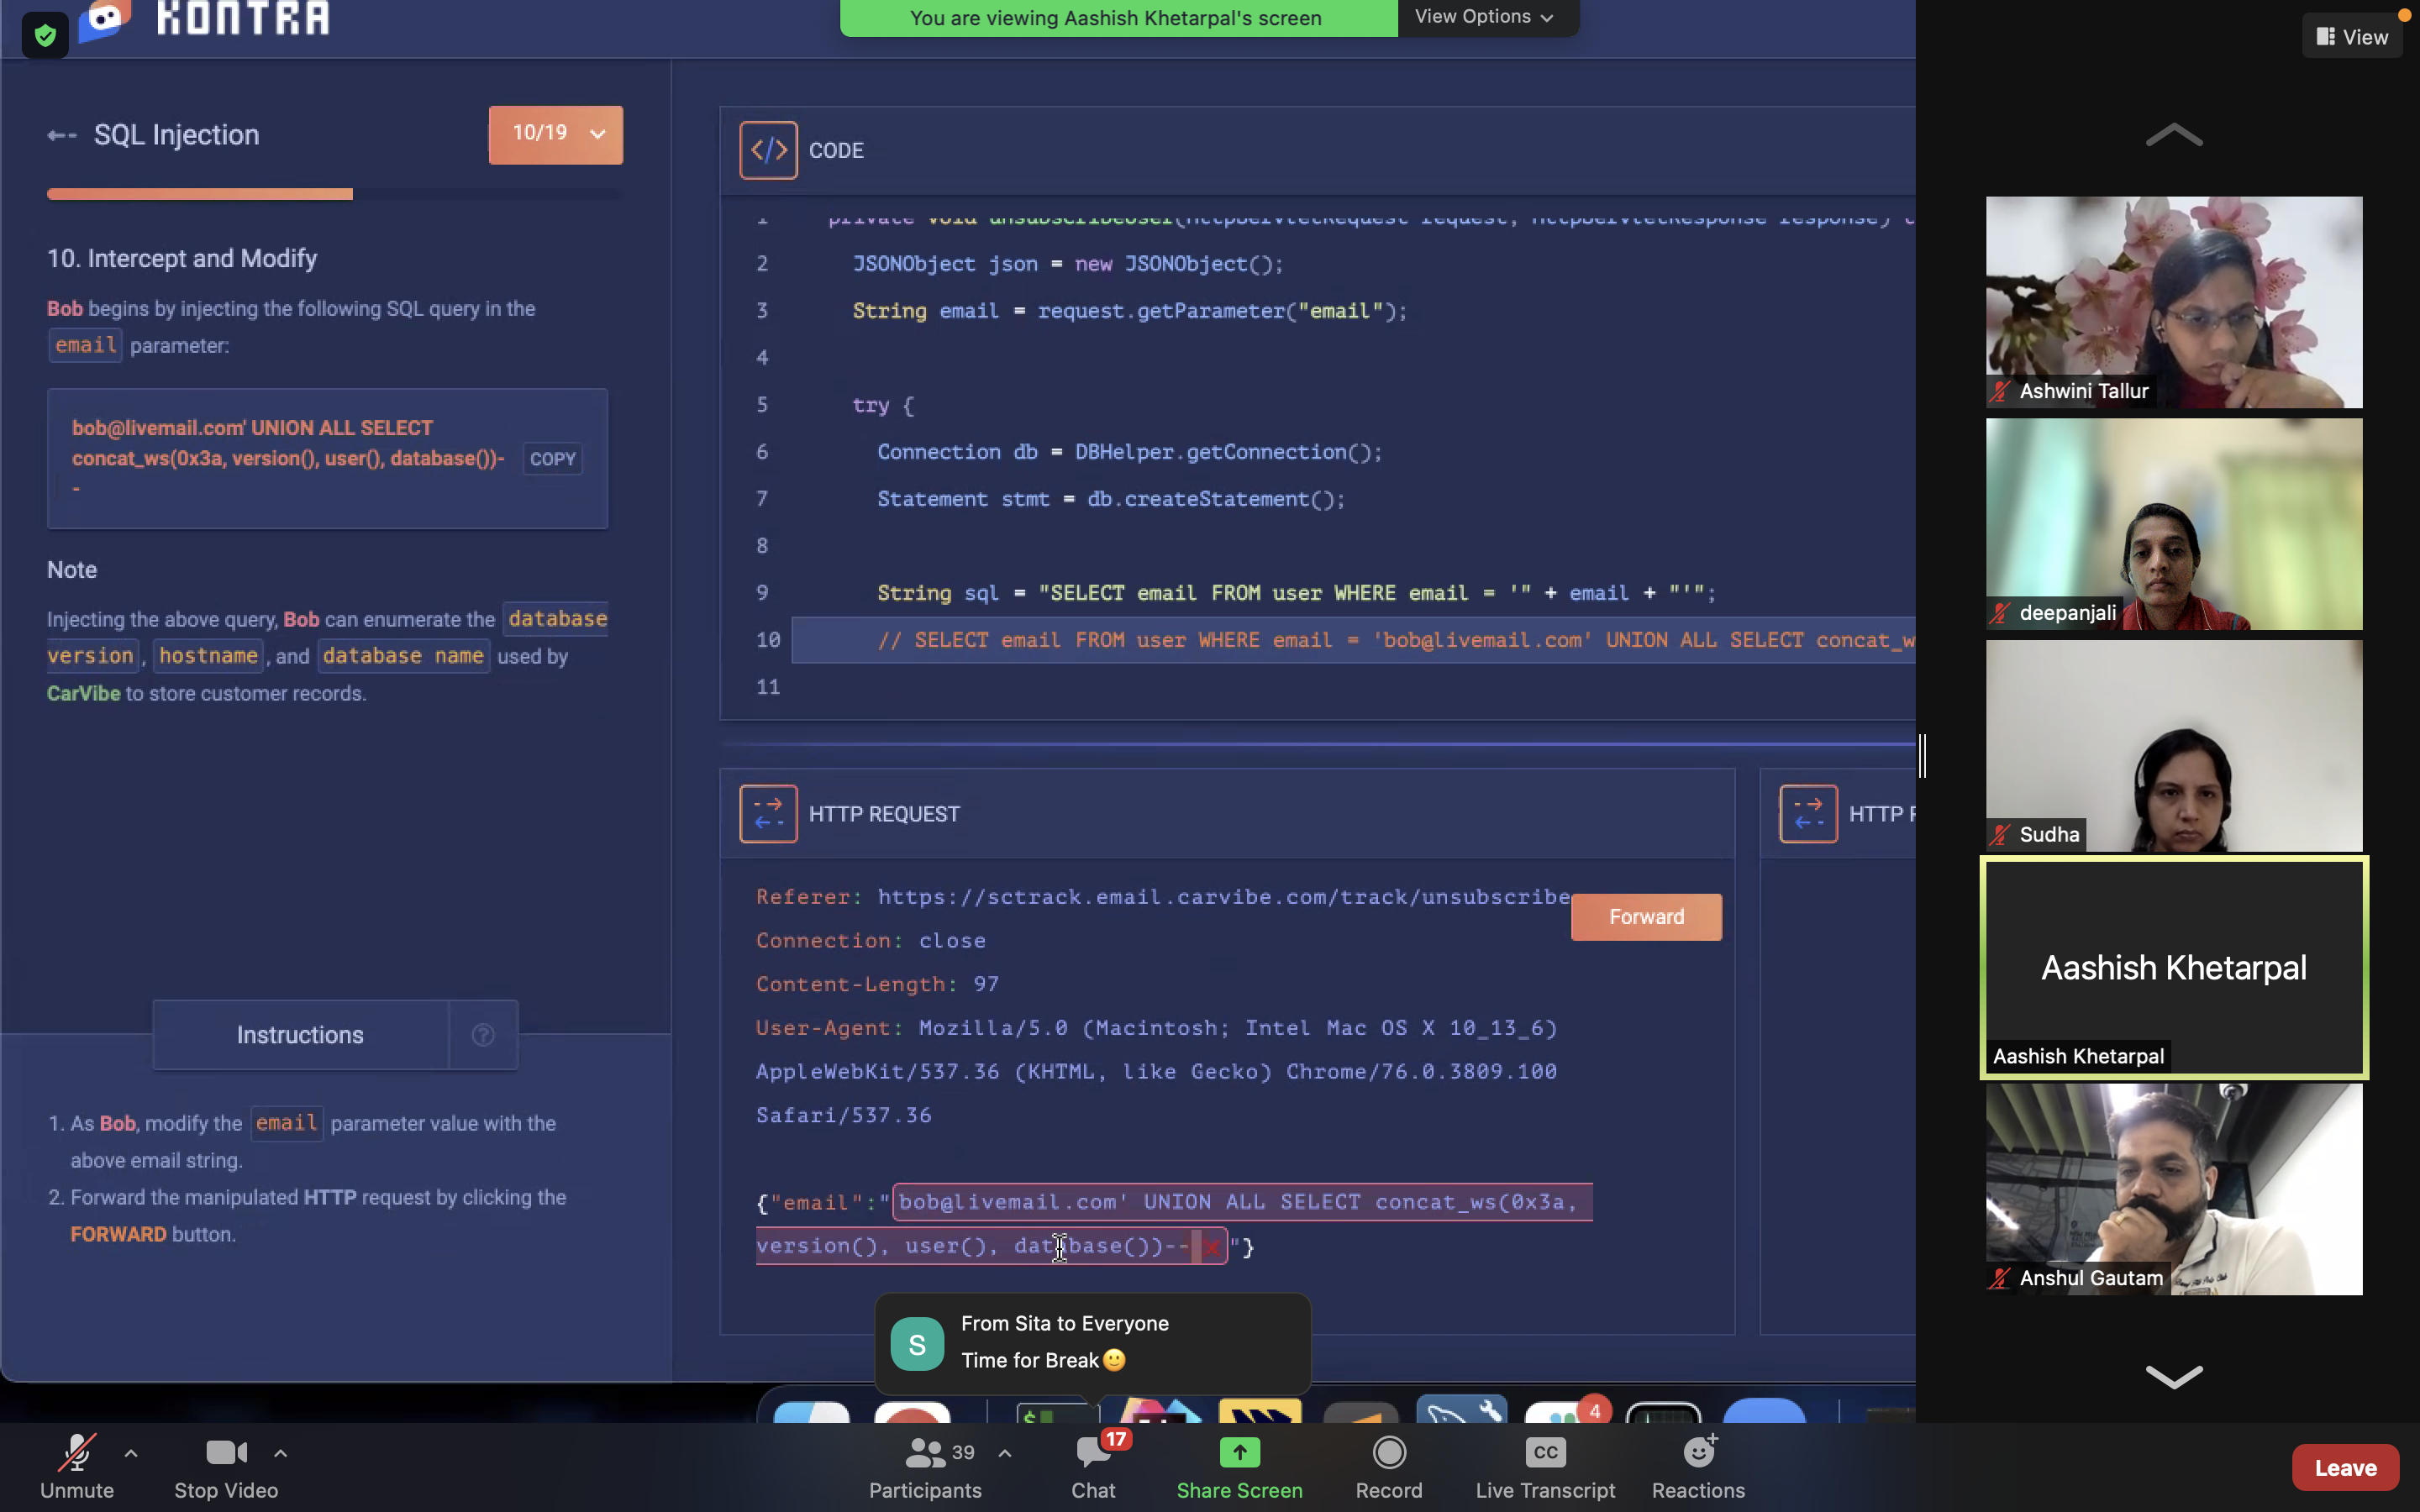 KONTRA
You are viewing Aashish Khetarpal's screen
View Options
View
SQL Injection
10/19
10. Intercept and Modify
Bob begins by injecting the following SQL query in the
email parameter:
bob@livemail.com' UNION ALL SELECT
concat_ws(0x3a, version(), user(), database())-
-
COPY
Note
Injecting the above query, Bob can enumerate the database
version, hostname, and database name used by
CarVibe to store customer records.
Instructions
?
1. As Bob, modify the email parameter value with the
above email string.
2. Forward the manipulated HTTP request by clicking the
FORWARD button.
</> CODE
1 private void unsubscribeUser(HttpServletRequest request, HttpServletResponse response) t
2 JSONObject json = new JSONObject();
3 String email = request.getParameter("email");
4
5 try {
6 Connection db = DBHelper.getConnection();
7 Statement stmt = db.createStatement();
8
9 String sql = "SELECT email FROM user WHERE email = '" + email + "'";
10 // SELECT email FROM user WHERE email = 'bob@livemail.com' UNION ALL SELECT concat_w
11
HTTP REQUEST
HTTP
Referer: https://sctrack.email.carvibe.com/track/unsubscribe
Forward
Connection: close
Content-Length: 97
User-Agent: Mozilla/5.0 (Macintosh; Intel Mac OS X 10_13_6)
AppleWebKit/537.36 (KHTML, like Gecko) Chrome/76.0.3809.100
Safari/537.36
{"email":"bob@livemail.com' UNION ALL SELECT concat_ws(0x3a,
version(), user(), database())-- "}
S
From Sita to Everyone
Time for Break🙂
4
Ashwini Tallur
deepanjali
Sudha
Aashish Khetarpal
Aashish Khetarpal
Anshul Gautam
Unmute
Stop Video
39
Participants
17
Chat
Share Screen
Record
CC
Live Transcript
Reactions
Leave